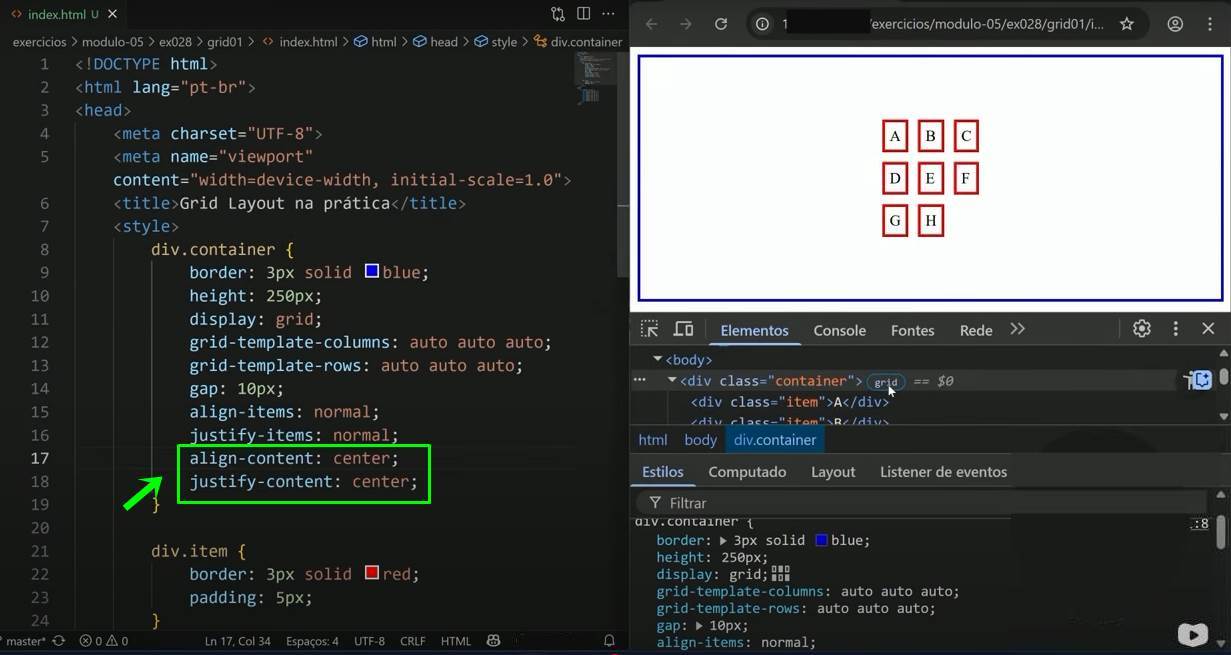 index.html U
exercicios > modulo-05 > ex028 > grid01 > index.html > html > head > style > div.container
1 <!DOCTYPE html>
2 <html lang="pt-br">
3 <head>
4 <meta charset="UTF-8">
5 <meta name="viewport"
content="width=device-width, initial-scale=1.0">
6 <title>Grid Layout na prática</title>
7 <style>
8 div.container {
9 border: 3px solid blue;
10 height: 250px;
11 display: grid;
12 grid-template-columns: auto auto auto;
13 grid-template-rows: auto auto auto;
14 gap: 10px;
15 align-items: normal;
16 justify-items: normal;
17 align-content: center;
18 justify-content: center;
19 }
20
21 div.item {
22 border: 3px solid red;
23 padding: 5px;
24 }
master* 0 0 Ln 17, Col 34 Espaços: 4 UTF-8 CRLF HTML
1 /exercicios/modulo-05/ex028/grid01/i...
A B C
D E F
G H
Elementos Console Fontes Rede
<body>
<div class="container"> grid == $0
<div class="item">A</div>
<div class="item">B</div>
html body div.container
Estilos Computado Layout Listener de eventos
Filtrar
div.container { .:8
border: 3px solid blue;
height: 250px;
display: grid;
grid-template-columns: auto auto auto;
grid-template-rows: auto auto auto;
gap: 10px;
align-items: normal;